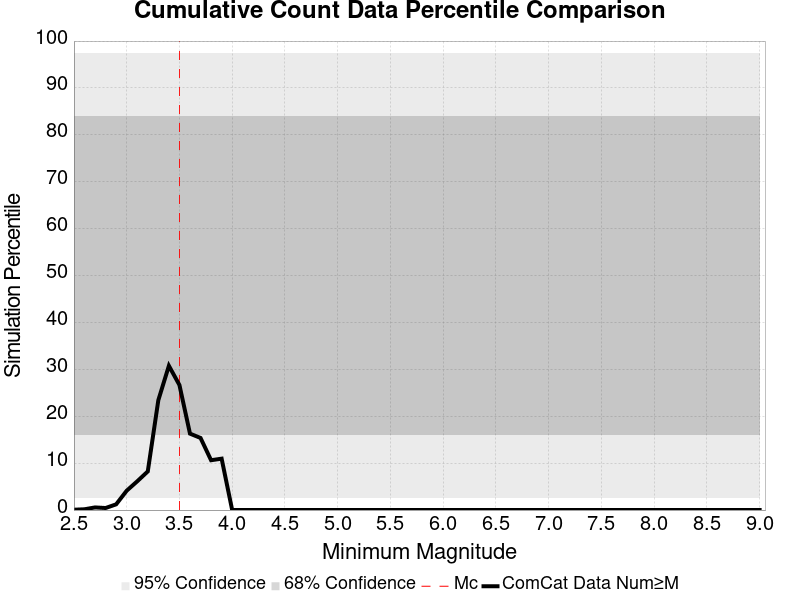 Cumulative Count Data Percentile Comparison
100
90
80
70
60
50
40
30
20
10
0
Simulation Percentile
2.5 3.0 3.5 4.0 4.5 5.0 5.5 6.0 6.5 7.0 7.5 8.0 8.5 9.0
Minimum Magnitude
95% Confidence 68% Confidence Mc ComCat Data Num≥M